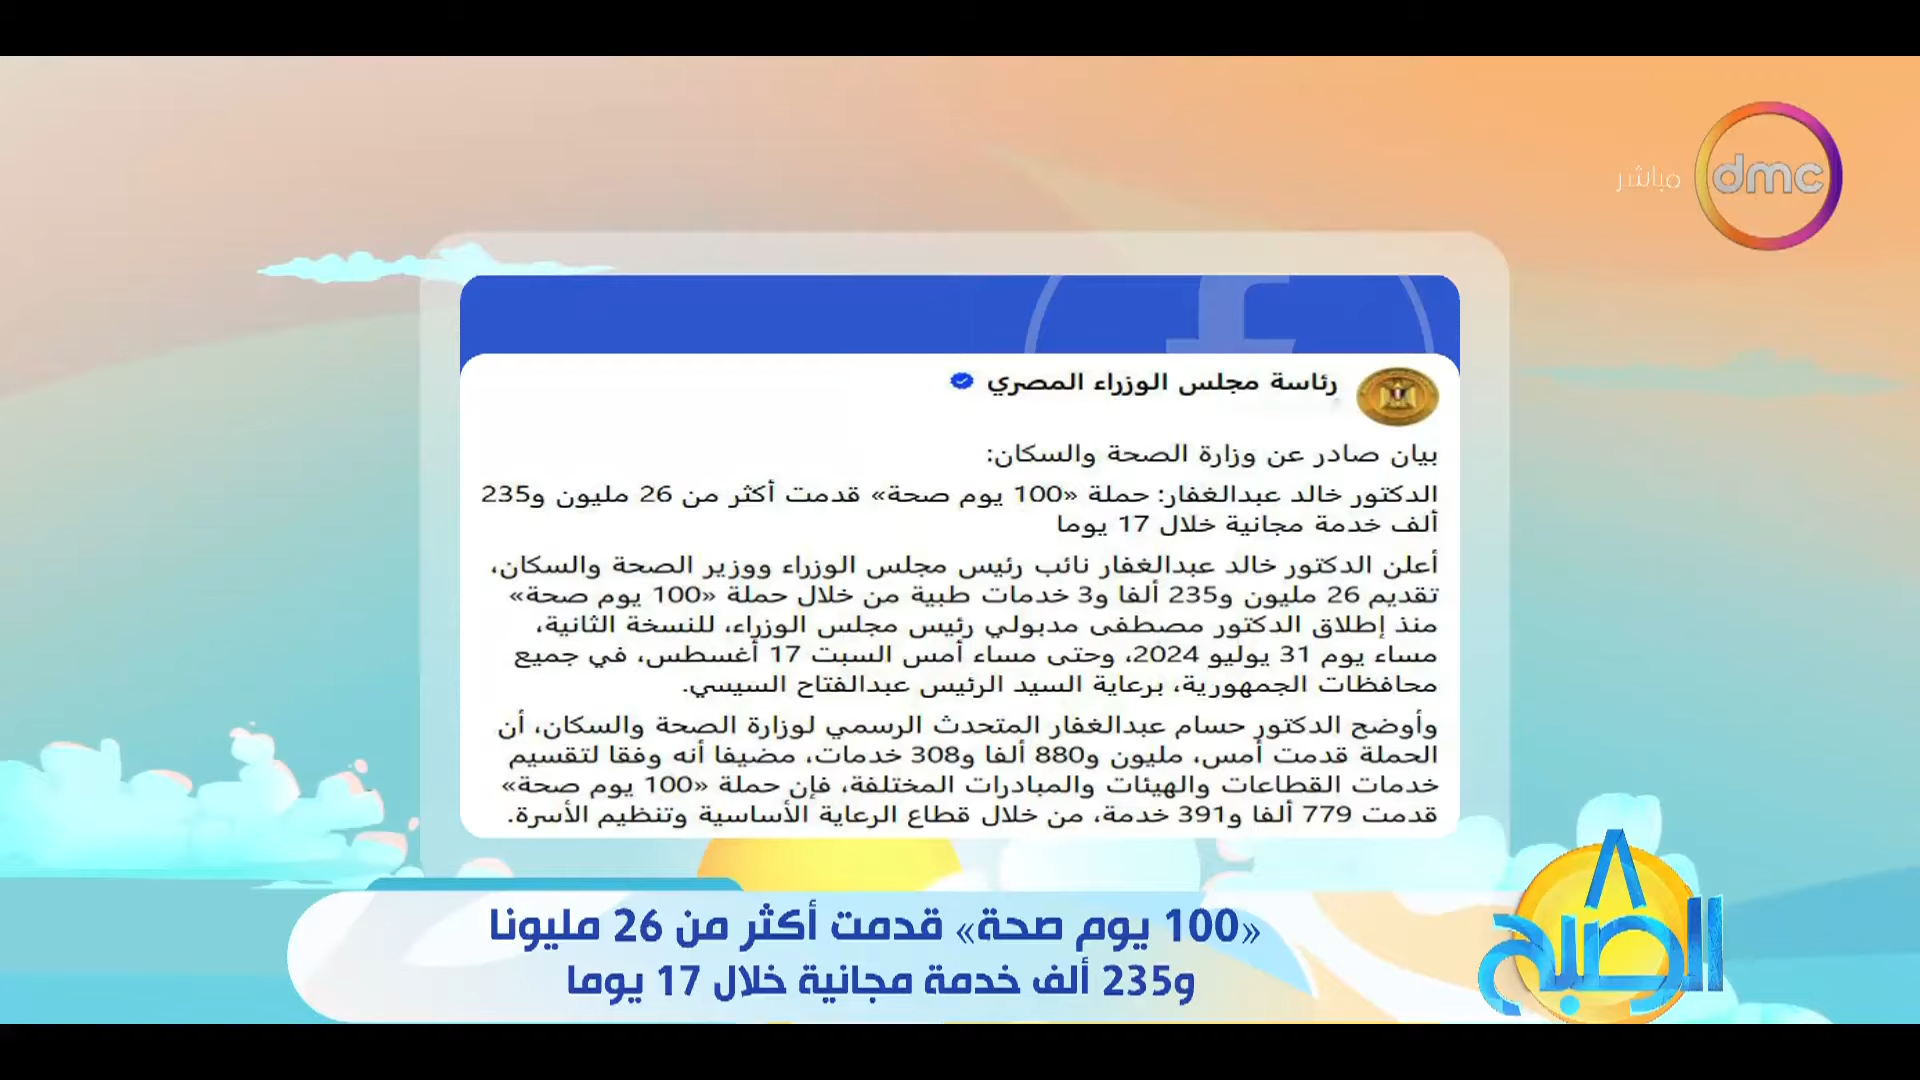 dmc
مباشر
رئاسة مجلس الوزراء المصري
بيان صادر عن وزارة الصحة والسكان:
الدكتور خالد عبدالغفار: حملة «100 يوم صحة» قدمت أكثر من 26 مليون و235
ألف خدمة مجانية خلال 17 يوما
أعلن الدكتور خالد عبدالغفار نائب رئيس مجلس الوزراء ووزير الصحة والسكان،
تقديم 26 مليون و235 ألفا و3 خدمات طبية من خلال حملة «100 يوم صحة»
منذ إطلاق الدكتور مصطفى مدبولي رئيس مجلس الوزراء، للنسخة الثانية،
مساء يوم 31 يوليو 2024، وحتى مساء أمس السبت 17 أغسطس، في جميع
محافظات الجمهورية، برعاية السيد الرئيس عبدالفتاح السيسي.
وأوضح الدكتور حسام عبدالغفار المتحدث الرسمي لوزارة الصحة والسكان، أن
الحملة قدمت أمس، مليون و880 ألفا و308 خدمات، مضيفا أنه وفقا لتقسيم
خدمات القطاعات والهيئات والمبادرات المختلفة، فإن حملة «100 يوم صحة»
قدمت 779 ألفا و391 خدمة، من خلال قطاع الرعاية الأساسية وتنظيم الأسرة.
«100 يوم صحة» قدمت أكثر من 26 مليونا
و235 ألف خدمة مجانية خلال 17 يوما
٨ الصبح